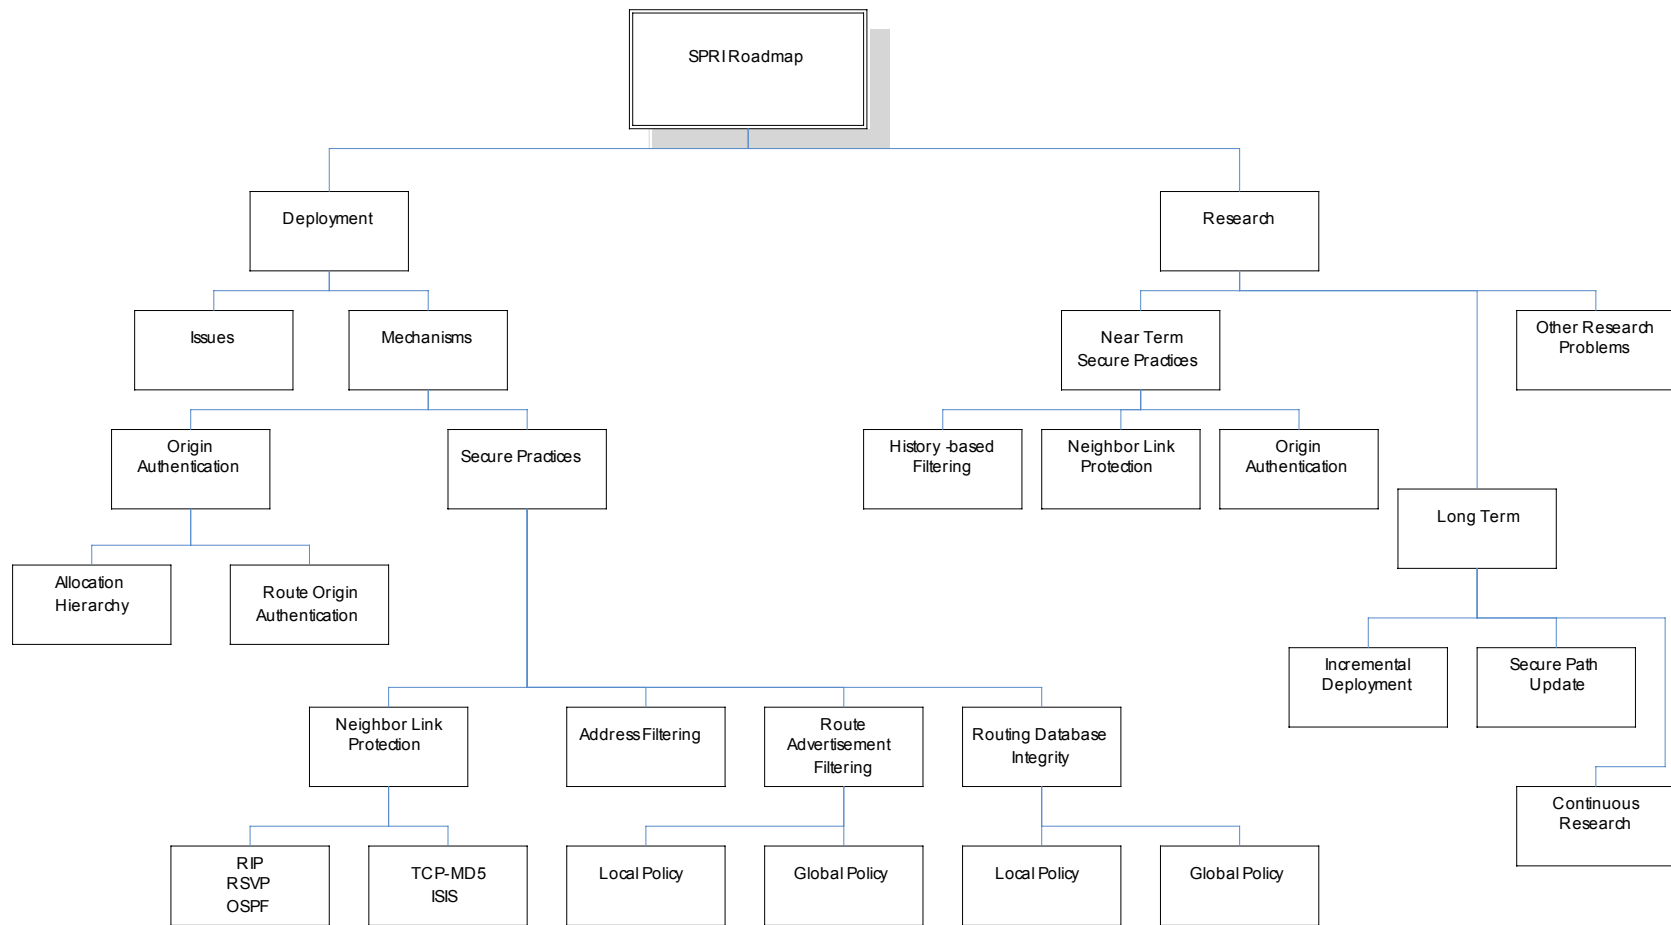 SPRI Roadmap
Deployment
Research
Issues
Mechanisms
Near Term
Secure Practices
Other Research
Problems
Origin
Authentication
Secure Practices
History -based
Filtering
Neighbor Link
Protection
Origin
Authentication
Long Term
Allocation
Hierarchy
Route Origin
Authentication
Incremental
Deployment
Secure Path
Update
Neighbor Link
Protection
Address Filtering
Route
Advertisement
Filtering
Routing Database
Integrity
Continuous
Research
RIP
RSVP
OSPF
TCP-MD5
ISIS
Local Policy
Global Policy
Local Policy
Global Policy